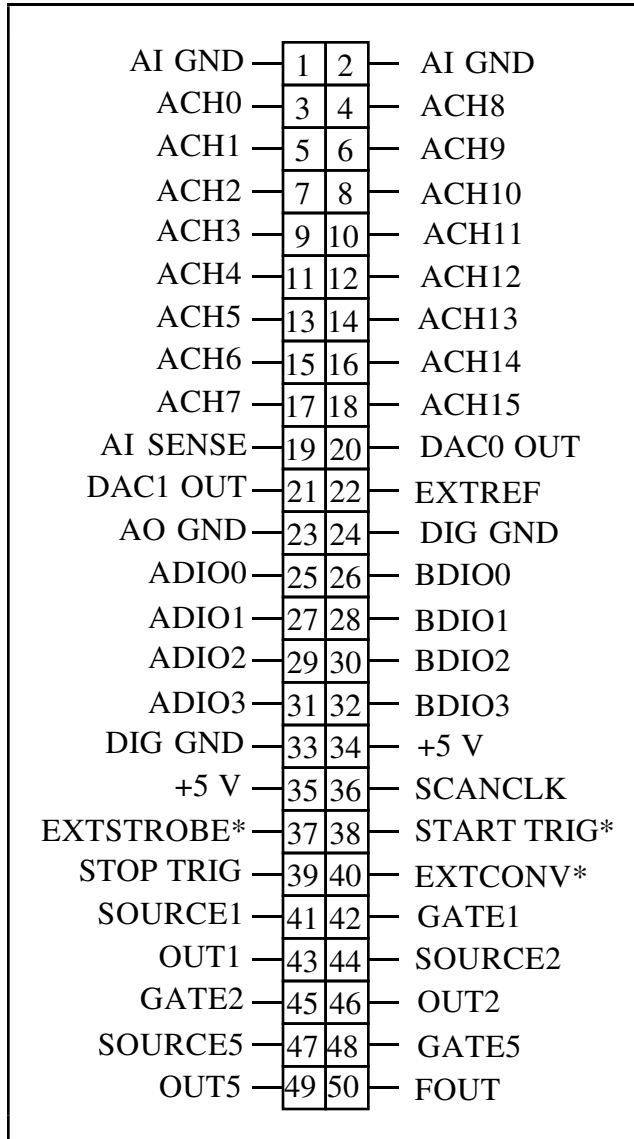 AI GND 1 2 AI GND
ACH0 3 4 ACH8
ACH1 5 6 ACH9
ACH2 7 8 ACH10
ACH3 9 10 ACH11
ACH4 11 12 ACH12
ACH5 13 14 ACH13
ACH6 15 16 ACH14
ACH7 17 18 ACH15
AI SENSE 19 20 DAC0 OUT
DAC1 OUT 21 22 EXTREF
AO GND 23 24 DIG GND
ADIO0 25 26 BDIO0
ADIO1 27 28 BDIO1
ADIO2 29 30 BDIO2
ADIO3 31 32 BDIO3
DIG GND 33 34 +5 V
+5 V 35 36 SCANCLK
EXTSTROBE* 37 38 START TRIG*
STOP TRIG 39 40 EXTCONV*
SOURCE1 41 42 GATE1
OUT1 43 44 SOURCE2
GATE2 45 46 OUT2
SOURCE5 47 48 GATE5
OUT5 49 50 FOUT